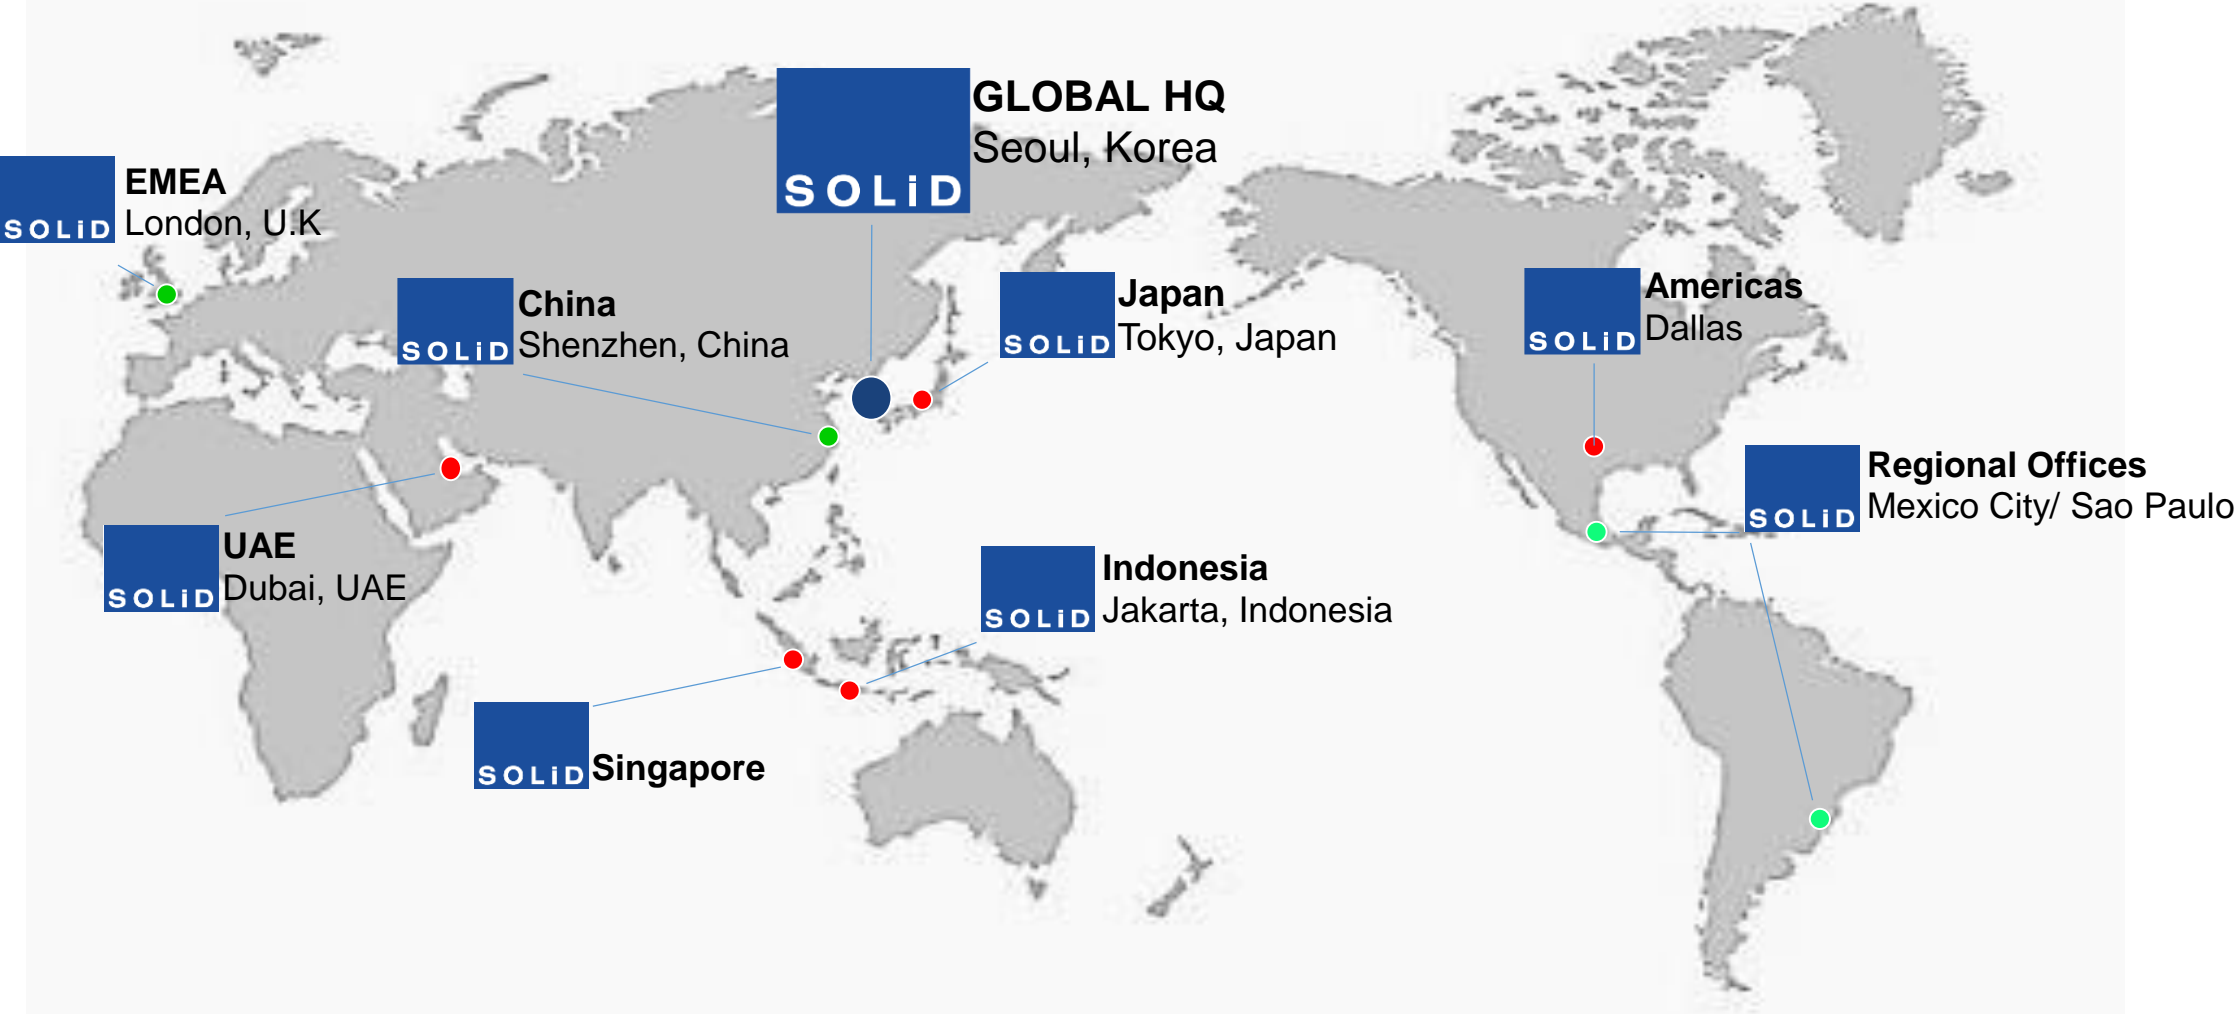 GLOBAL HQ
Seoul, Korea
SOLiD
EMEA
London, U.K
SOLiD
China
Shenzhen, China
SOLiD
Japan
Tokyo, Japan
SOLiD
Americas
Dallas
SOLiD
Regional Offices
Mexico City/ Sao Paulo
SOLiD
UAE
Dubai, UAE
SOLiD
Indonesia
Jakarta, Indonesia
SOLiD
Singapore
SOLiD